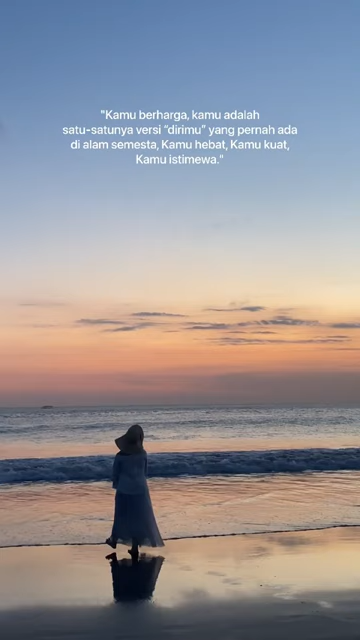 "Kamu berharga, kamu adalah
satu-satunya versi “dirimu” yang pernah ada
di alam semesta, Kamu hebat, Kamu kuat,
Kamu istimewa."